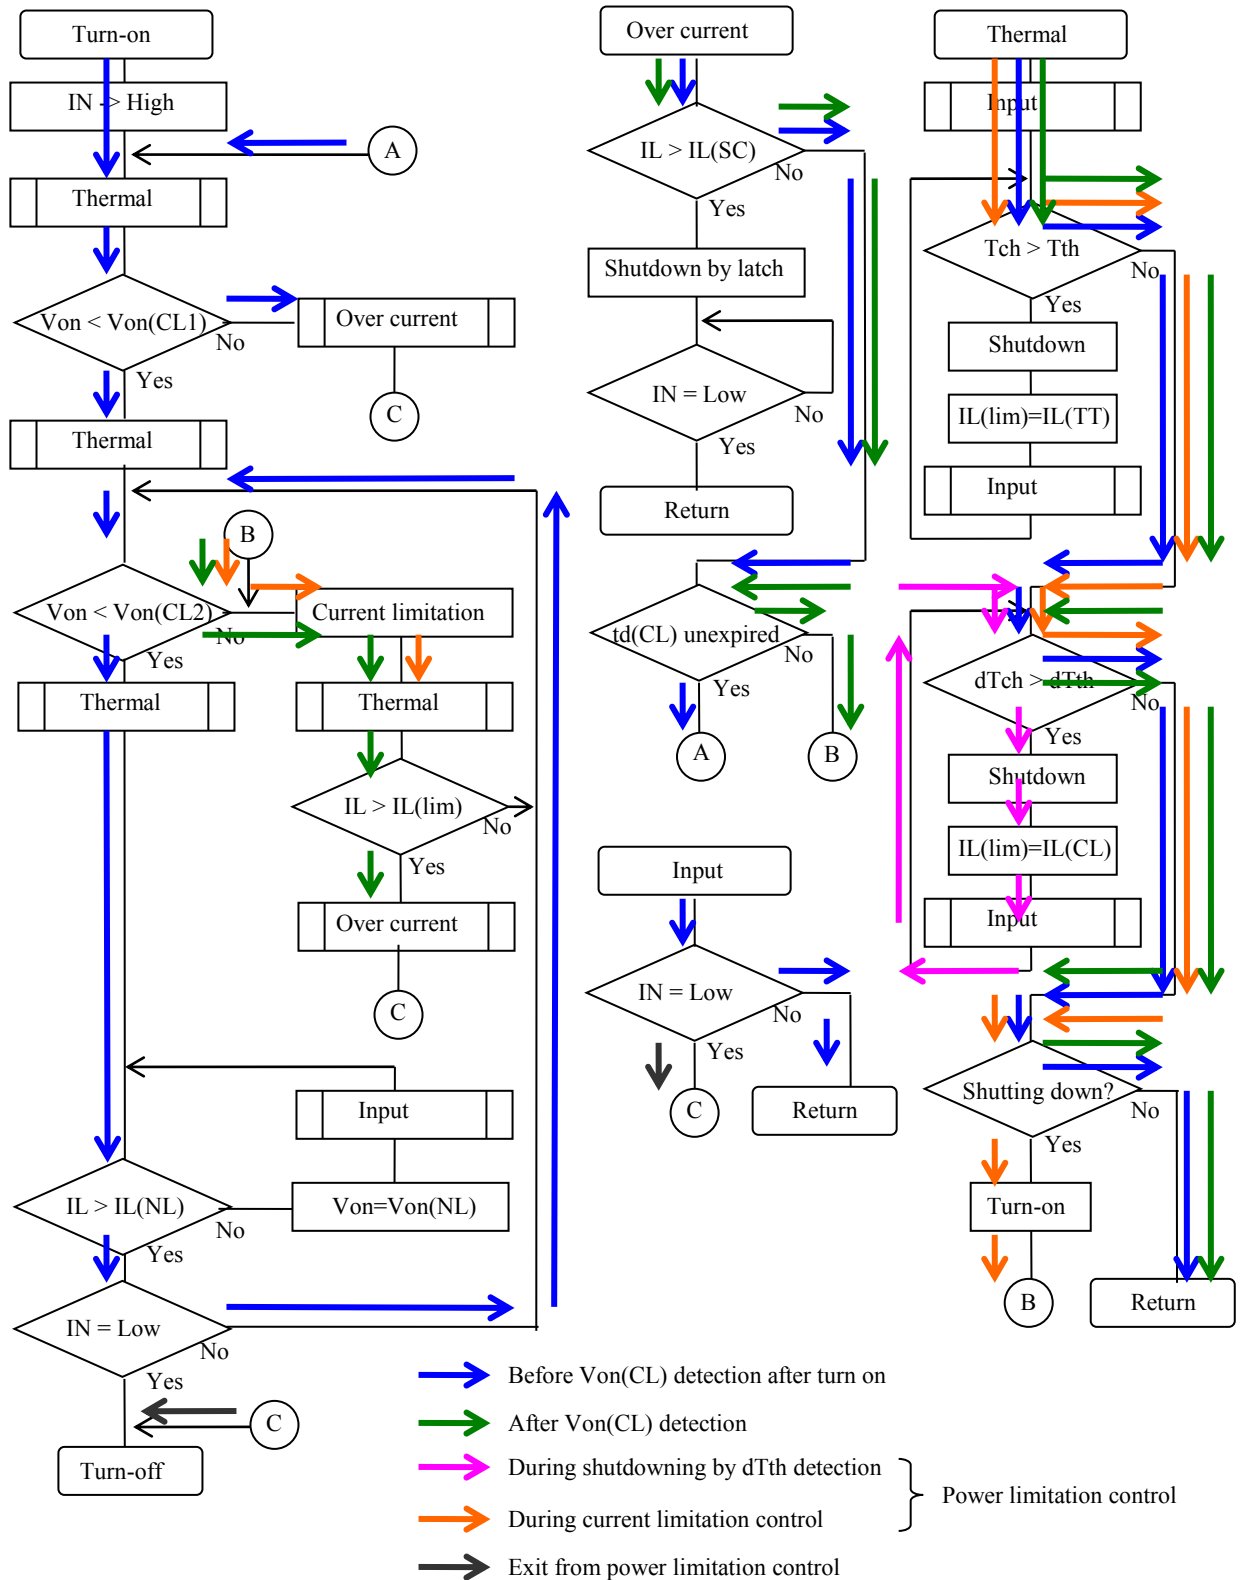 Turn-on
IN -> High
A
Thermal
Von < Von(CL1)
No
Over current
Yes
C
Thermal
B
Von < Von(CL2)
No
Current limitation
Yes
Thermal
Thermal
IL > IL(lim)
No
Yes
Over current
C
Input
IL > IL(NL)
No
Von=Von(NL)
Yes
IN = Low
No
Yes
C
Turn-off
Over current
IL > IL(SC)
No
Yes
Shutdown by latch
IN = Low
No
Yes
Return
td(CL) unexpired
No
Yes
A
B
Input
IN = Low
No
Yes
C
Return
Thermal
Input
Tch > Tth
No
Yes
Shutdown
IL(lim)=IL(TT)
Input
dTch > dTth
No
Yes
Shutdown
IL(lim)=IL(CL)
Input
Shutting down?
No
Yes
Turn-on
B
Return
Before Von(CL) detection after turn on
After Von(CL) detection
During shutdowning by dTth detection
Power limitation control
During current limitation control
Exit from power limitation control